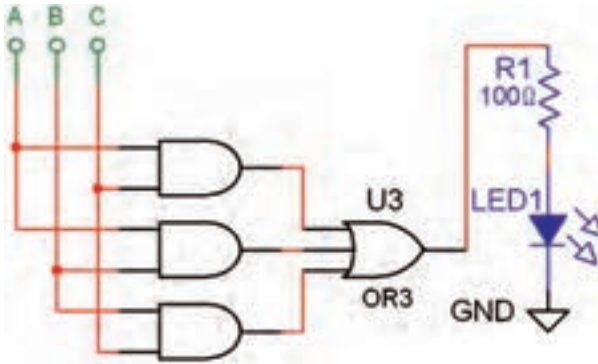 A B C
R1
100Ω
U3
LED1
OR3
GND